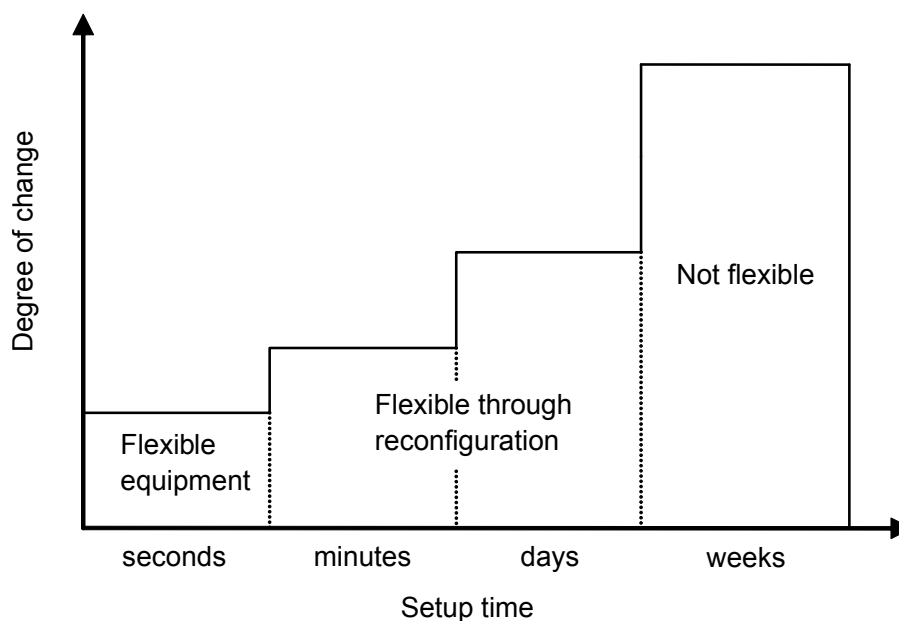 Degree of change
Not flexible
Flexible through
reconfiguration
Flexible
equipment
seconds
minutes
days
weeks
Setup time